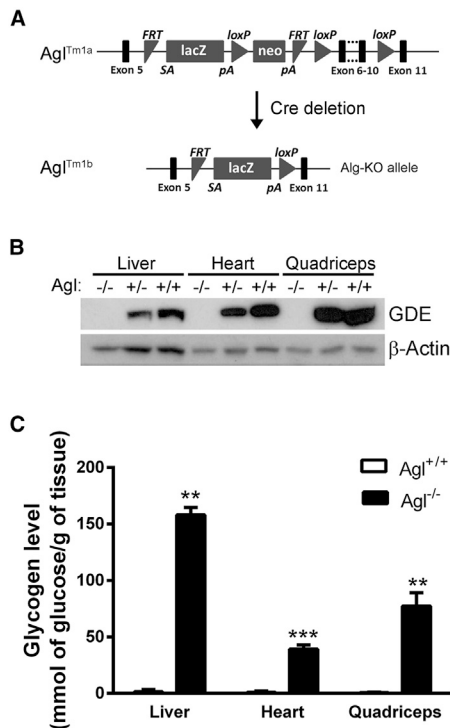 A
Agl^Tm1a
FRT lacZ loxP neo FRT loxP loxP
Exon 5 SA pA pA Exon 6-10 Exon 11
Cre deletion
Agl^Tm1b
FRT lacZ loxP
Exon 5 SA pA Exon 11
Alg-KO allele
B
Liver Heart Quadriceps
Agl: -/- +/- +/+ -/- +/- +/+ -/- +/- +/+
GDE
β-Actin
C
Glycogen level
(mmol of glucose/g of tissue)
200
150
100
50
0
**
***
**
Agl^+/+
Agl^-/-
Liver Heart Quadriceps